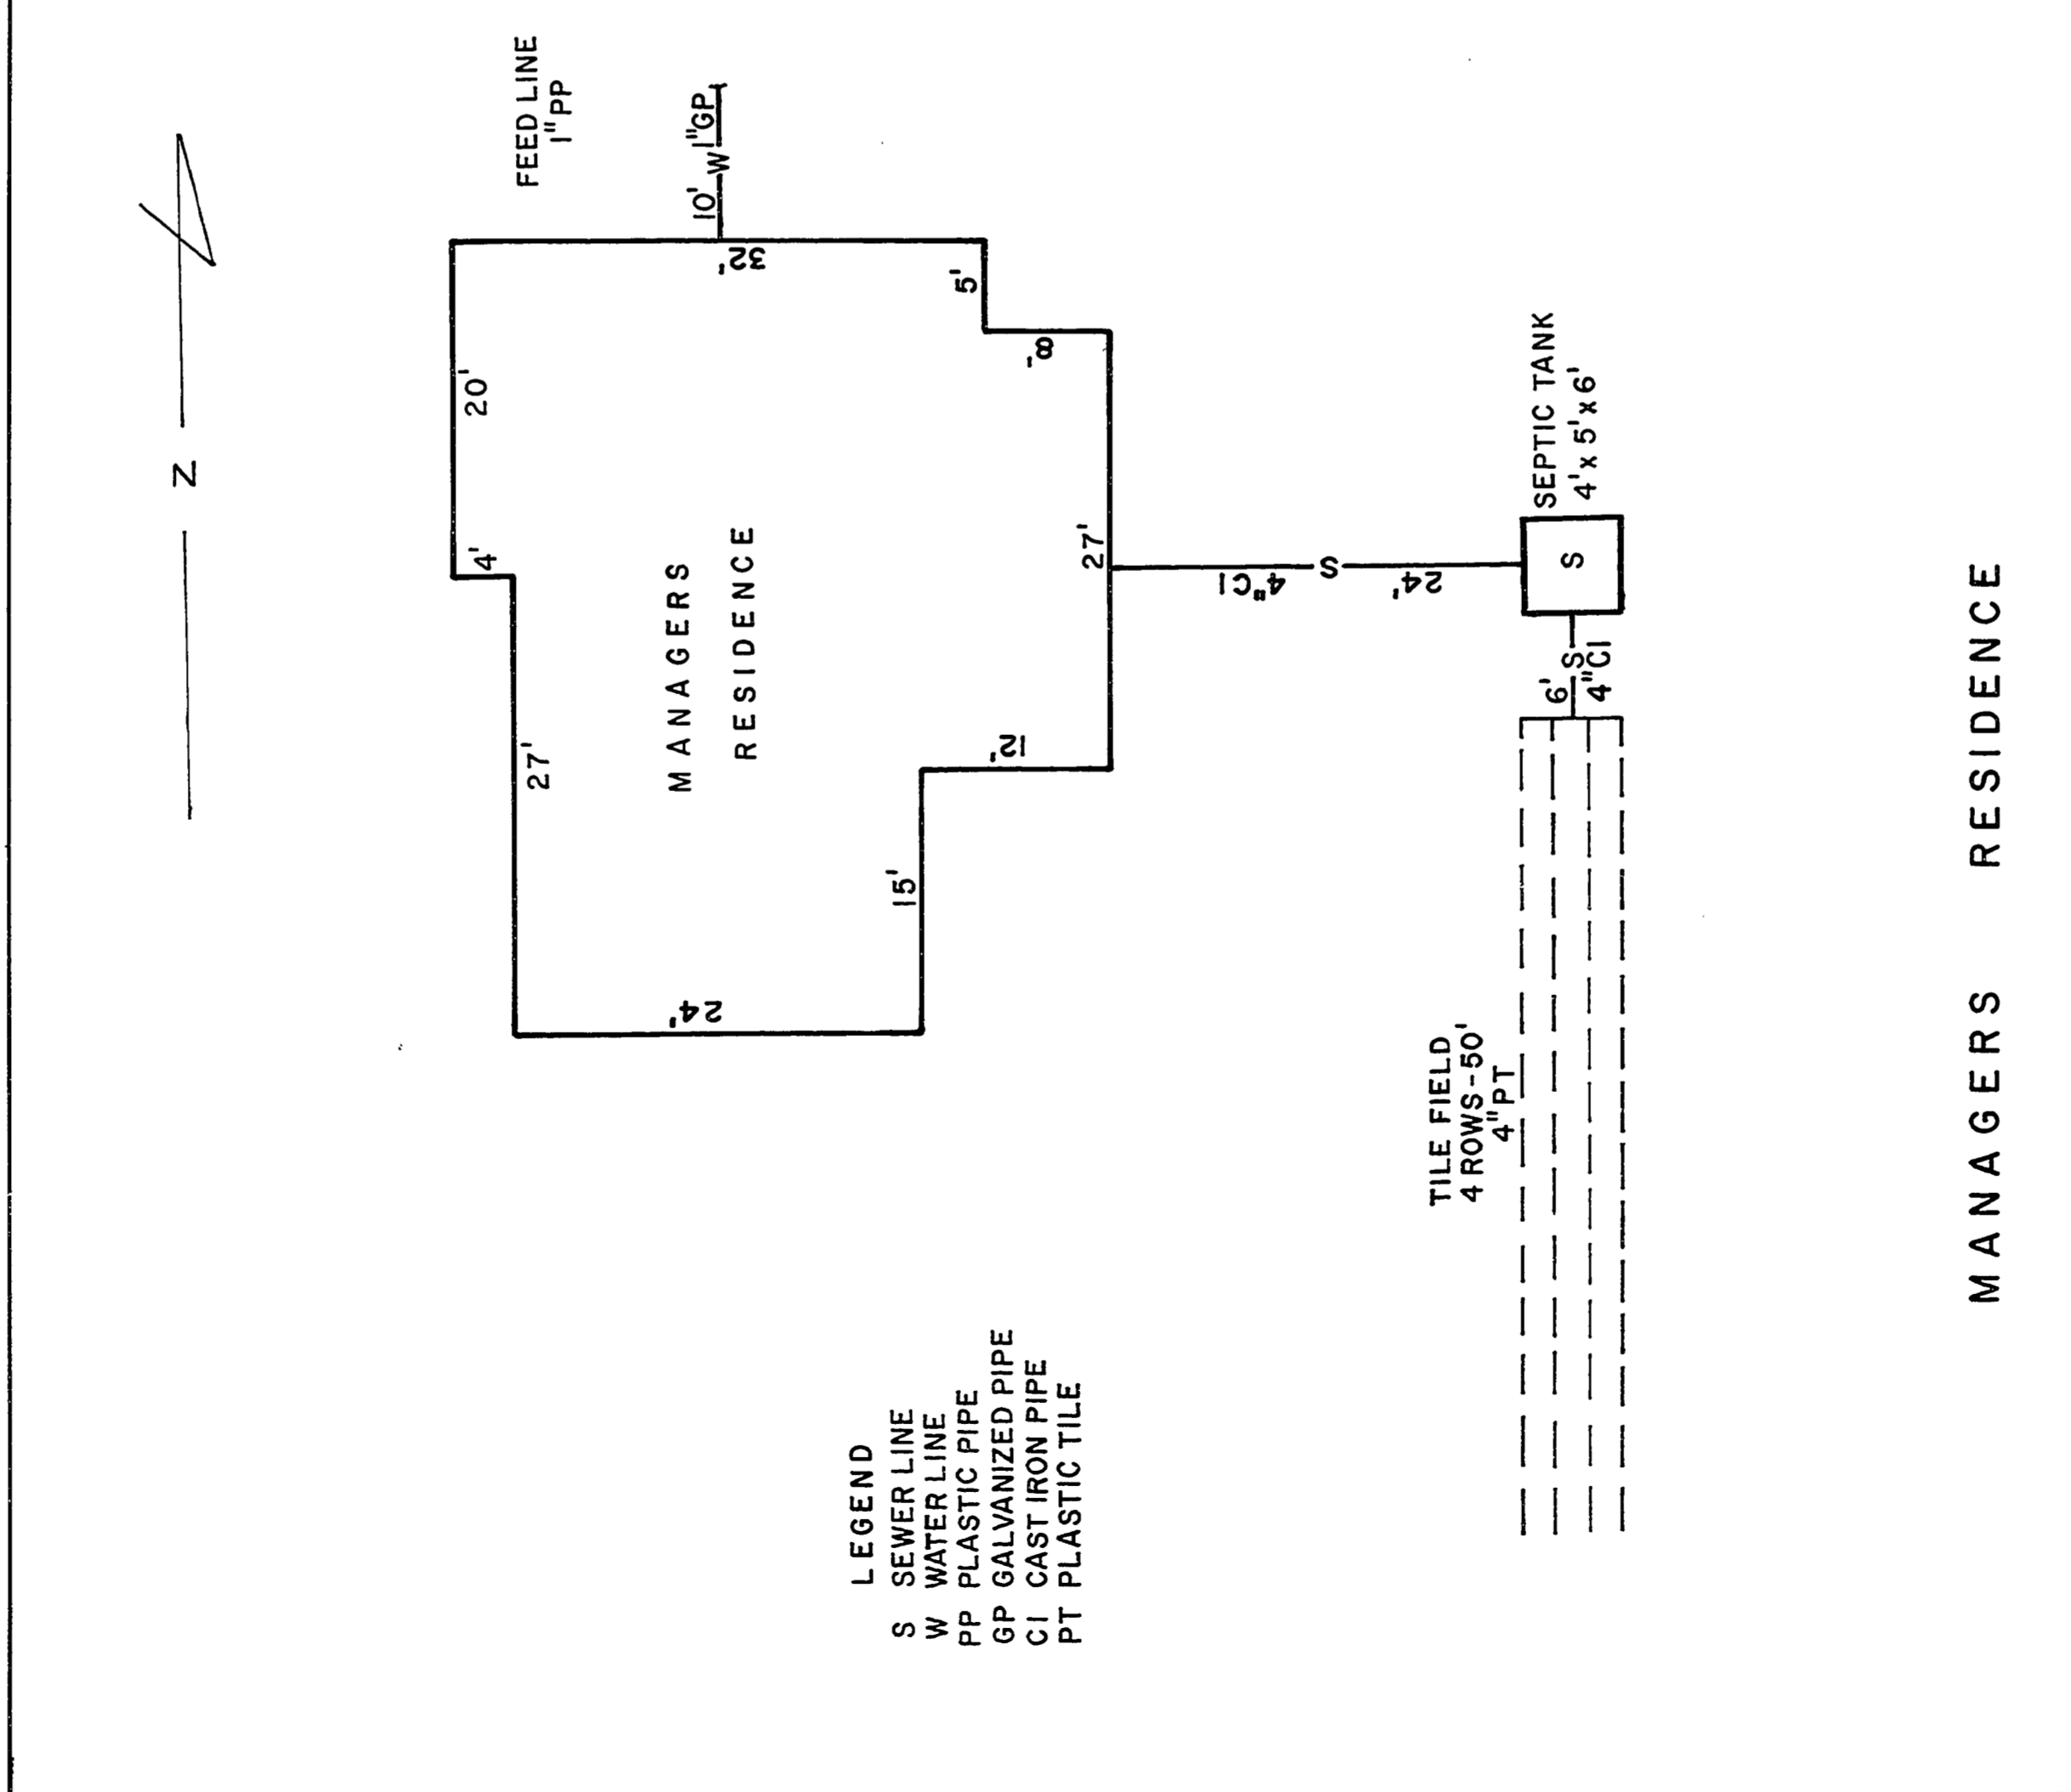 N
FEED LINE
1" PP
10' W 1"GP
32'
20'
5'
8'
4'
MANAGERS
RESIDENCE
27'
27'
12'
15'
24'
4"CI S 24'
SEPTIC TANK
4' x 5' x 6'
S
6' S
4"CI
TILE FIELD
4 ROWS-50'
4"PT
LEGEND
S SEWER LINE
W WATER LINE
PP PLASTIC PIPE
GP GALVANIZED PIPE
CI CAST IRON PIPE
PT PLASTIC TILE
MANAGERS RESIDENCE